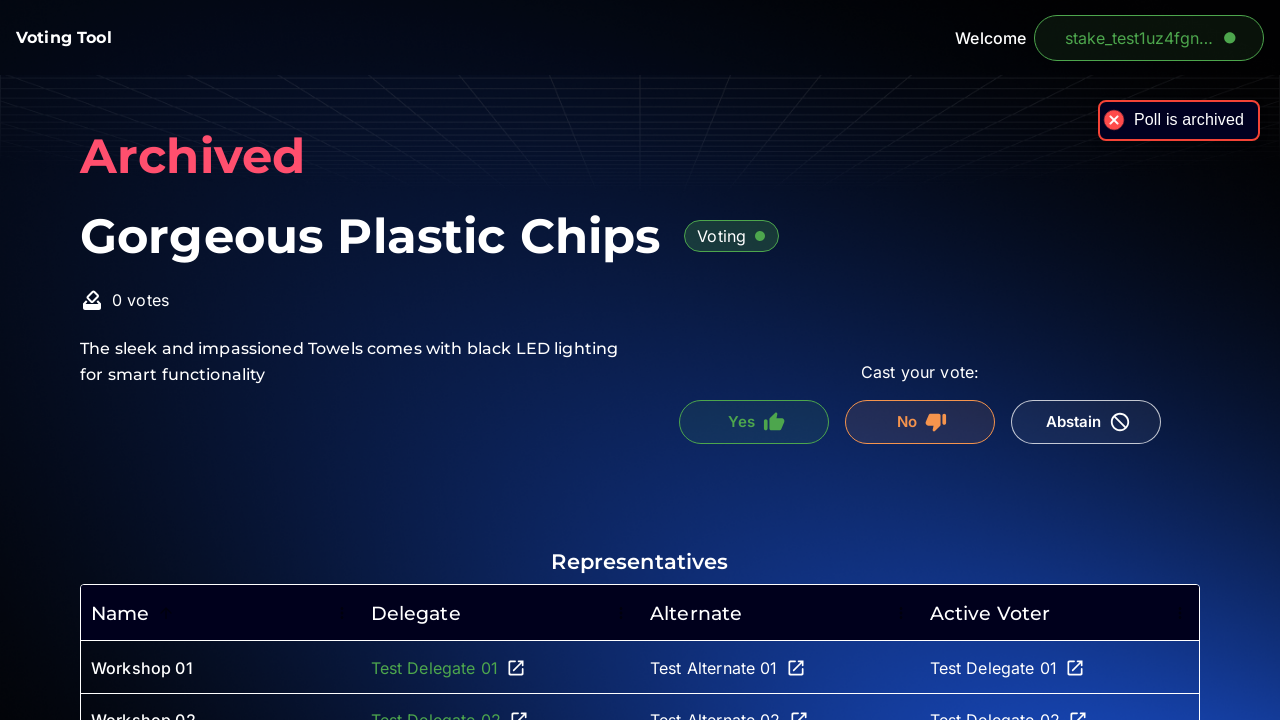 Voting Tool
Welcome
stake_test1uz4fgn...
Poll is archived
Archived
Gorgeous Plastic Chips
Voting
0 votes
The sleek and impassioned Towels comes with black LED lighting
for smart functionality
Cast your vote:
Yes
No
Abstain
Representatives
Name Delegate Alternate Active Voter
Workshop 01 Test Delegate 01 Test Alternate 01 Test Delegate 01
Workshop 02 Test Delegate 02 Test Alternate 02 Test Delegate 02